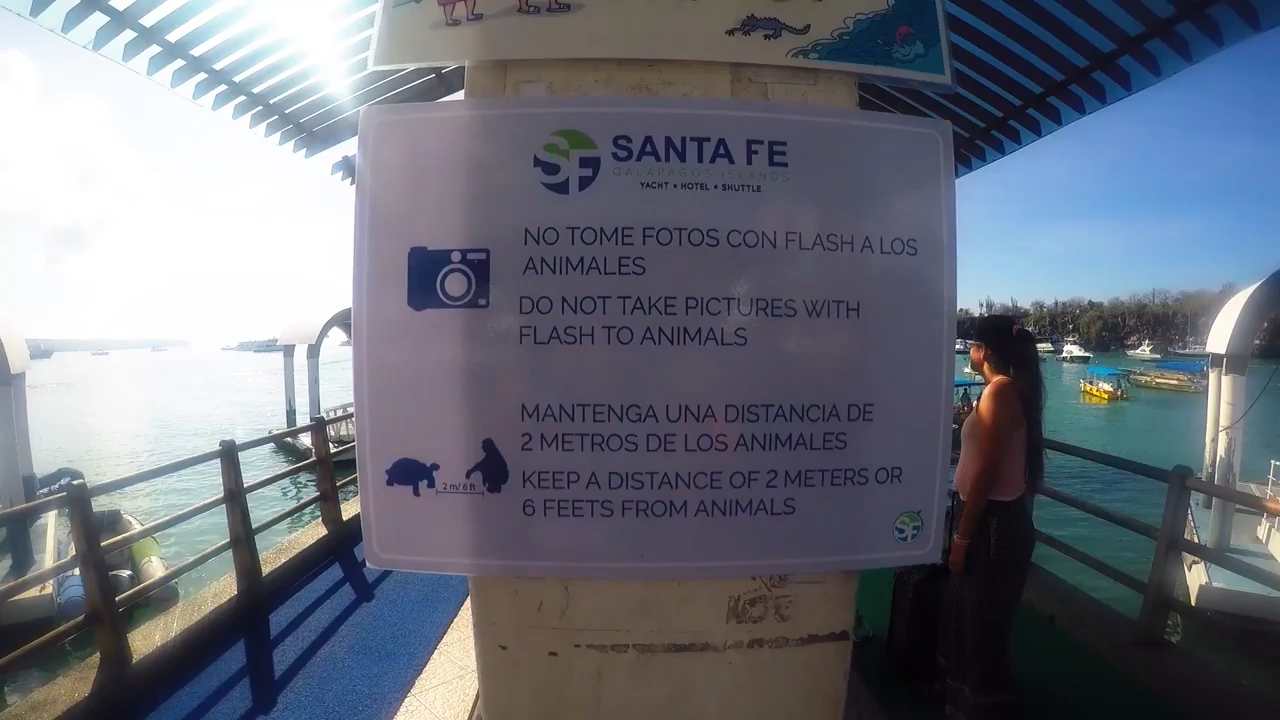 SF SANTA FE
GALAPAGOS ISLANDS
YACHT • HOTEL • SHUTTLE
NO TOME FOTOS CON FLASH A LOS
ANIMALES
DO NOT TAKE PICTURES WITH
FLASH TO ANIMALS
MANTENGA UNA DISTANCIA DE
2 METROS DE LOS ANIMALES
2 m/ 6 ft
KEEP A DISTANCE OF 2 METERS OR
6 FEETS FROM ANIMALS